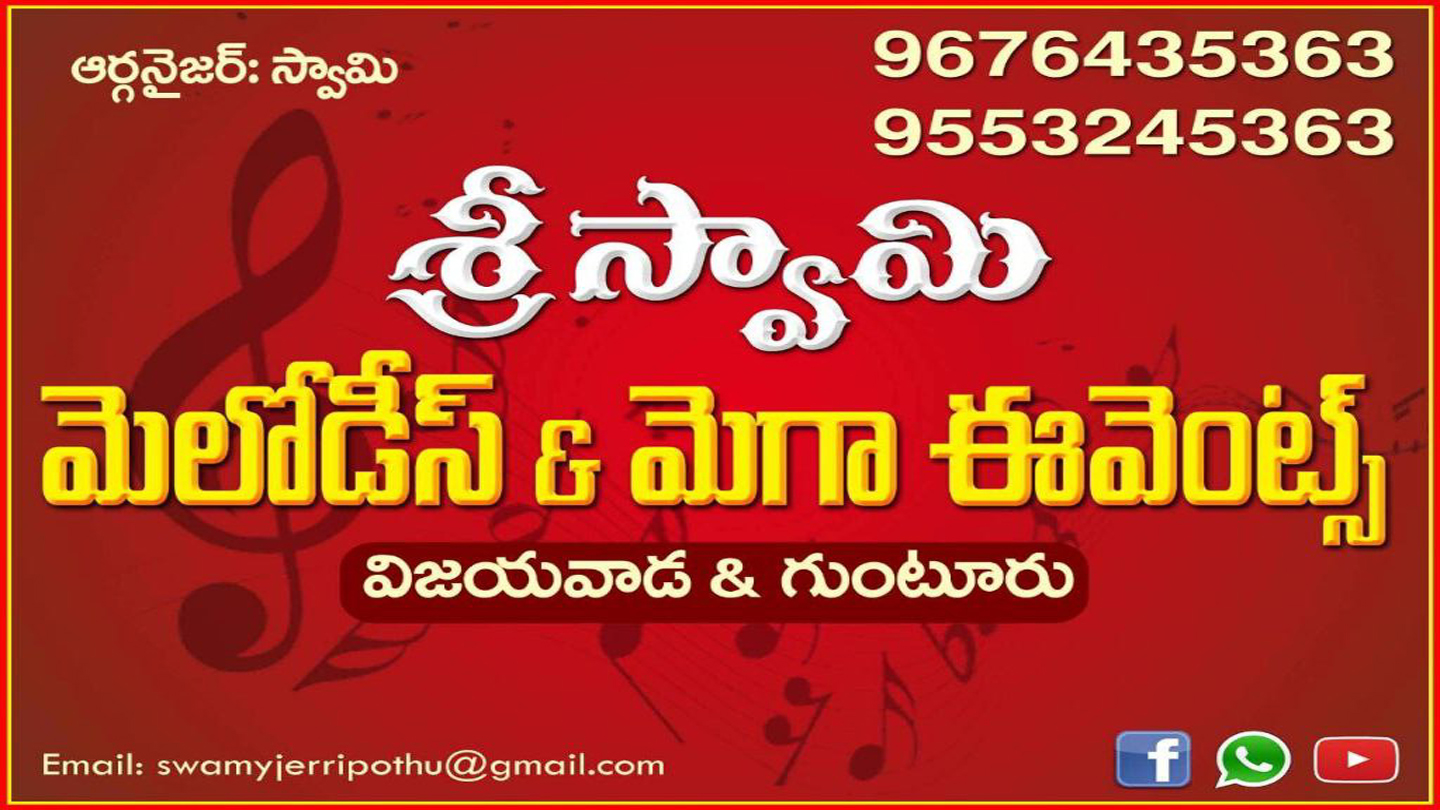 ఆర్గనైజర్: స్వామి
9676435363
9553245363
శ్రీ స్వామి
మెలోడీస్ & మెగా ఈవెంట్స్
విజయవాడ & గుంటూరు
Email: swamyjerripothu@gmail.com